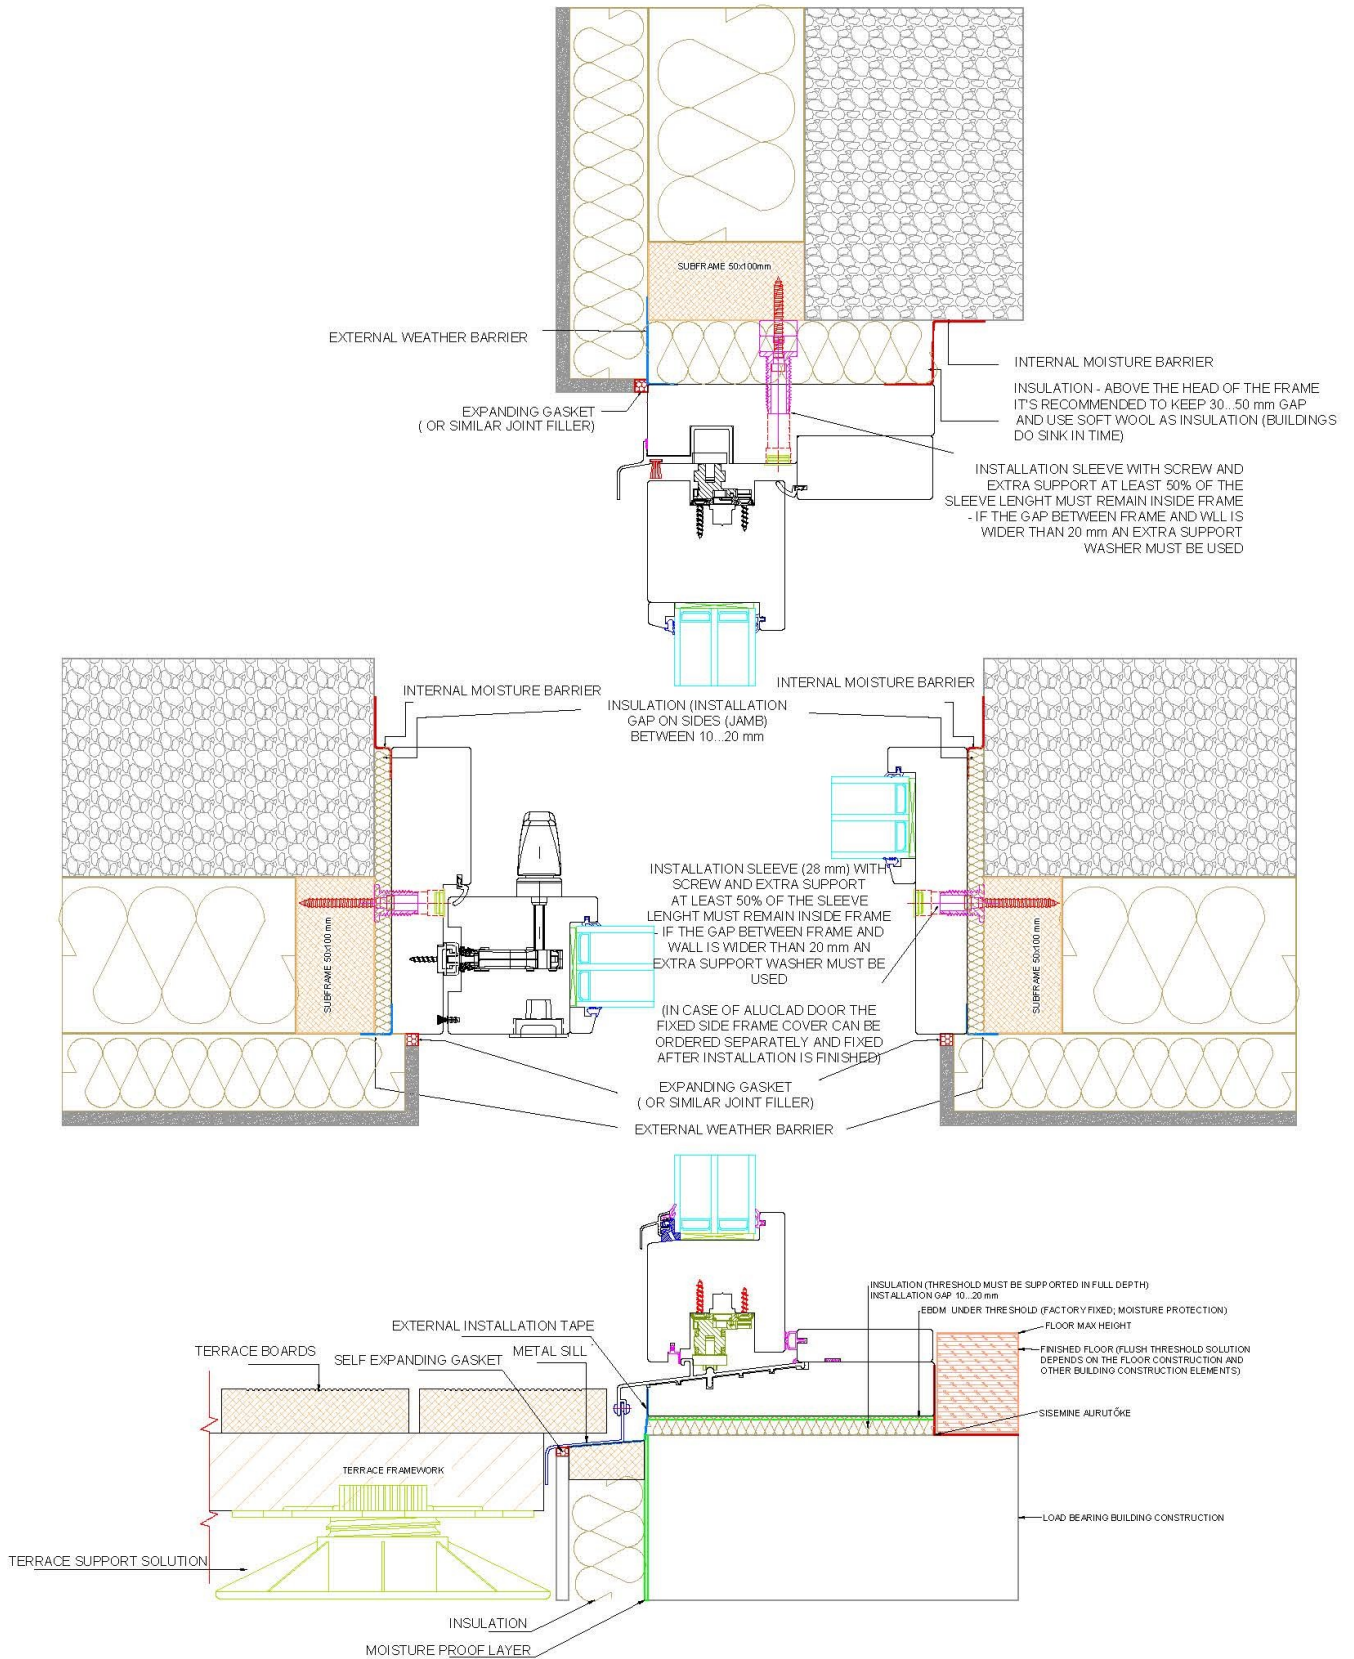 SUBFRAME 50x100mm
EXTERNAL WEATHER BARRIER
INTERNAL MOISTURE BARRIER
INSULATION - ABOVE THE HEAD OF THE FRAME
IT'S RECOMMENDED TO KEEP 30...50 mm GAP
AND USE SOFT WOOL AS INSULATION (BUILDINGS
DO SINK IN TIME)
EXPANDING GASKET
( OR SIMILAR JOINT FILLER)
INSTALLATION SLEEVE WITH SCREW AND
EXTRA SUPPORT AT LEAST 50% OF THE
SLEEVE LENGHT MUST REMAIN INSIDE FRAME
- IF THE GAP BETWEEN FRAME AND WLL IS
WIDER THAN 20 mm AN EXTRA SUPPORT
WASHER MUST BE USED
INTERNAL MOISTURE BARRIER
INTERNAL MOISTURE BARRIER
INSULATION (INSTALLATION
GAP ON SIDES (JAMB)
BETWEEN 10...20 mm
SUBFRAME 50x100 mm
INSTALLATION SLEEVE (28 mm) WITH
SCREW AND EXTRA SUPPORT
AT LEAST 50% OF THE SLEEVE
LENGHT MUST REMAIN INSIDE FRAME
- IF THE GAP BETWEEN FRAME AND
WALL IS WIDER THAN 20 mm AN
EXTRA SUPPORT WASHER MUST BE
USED
SUBFRAME 50x100 mm
(IN CASE OF ALUCLAD DOOR THE
FIXED SIDE FRAME COVER CAN BE
ORDERED SEPARATELY AND FIXED
AFTER INSTALLATION IS FINISHED)
EXPANDING GASKET
( OR SIMILAR JOINT FILLER)
EXTERNAL WEATHER BARRIER
INSULATION (THRESHOLD MUST BE SUPPORTED IN FULL DEPTH)
INSTALLATION GAP 10...20 mm
EBDM UNDER THRESHOLD (FACTORY FIXED; MOISTURE PROTECTION)
FLOOR MAX HEIGHT
FINISHED FLOOR (FLUSH THRESHOLD SOLUTION
DEPENDS ON THE FLOOR CONSTRUCTION AND
OTHER BUILDING CONSTRUCTION ELEMENTS)
EXTERNAL INSTALLATION TAPE
METAL SILL
SELF EXPANDING GASKET
TERRACE BOARDS
SISEMINE AURUTÕKE
TERRACE FRAMEWORK
LOAD BEARING BUILDING CONSTRUCTION
TERRACE SUPPORT SOLUTION
INSULATION
MOISTURE PROOF LAYER